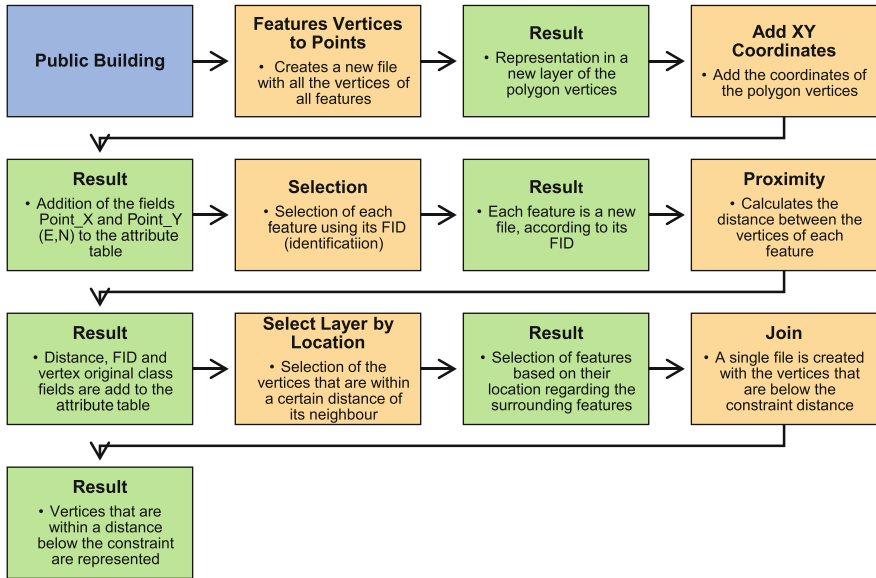 Public Building
Features Vertices
to Points
• Creates a new file
with all the vertices of
all features
Result
• Representation in a
new layer of the
polygon vertices
Add XY
Coordinates
• Add the coordinates of
the polygon vertices
Result
• Addition of the fields
Point_X and Point_Y
(E,N) to the attribute
table
Selection
• Selection of each
feature using its FID
(identificatiion)
Result
• Each feature is a new
file, according to its
FID
Proximity
• Calculates the
distance between the
vertices of each
feature
Result
• Distance, FID and
vertex original class
fields are add to the
attribute table
Select Layer by
Location
• Selection of the
vertices that are within
a certain distance of
its neighbour
Result
• Selection of features
based on their
location regarding the
surrounding features
Join
• A single file is created
with the vertices that
are below the
constraint distance
Result
• Vertices that are
within a distance
below the constraint
are represented